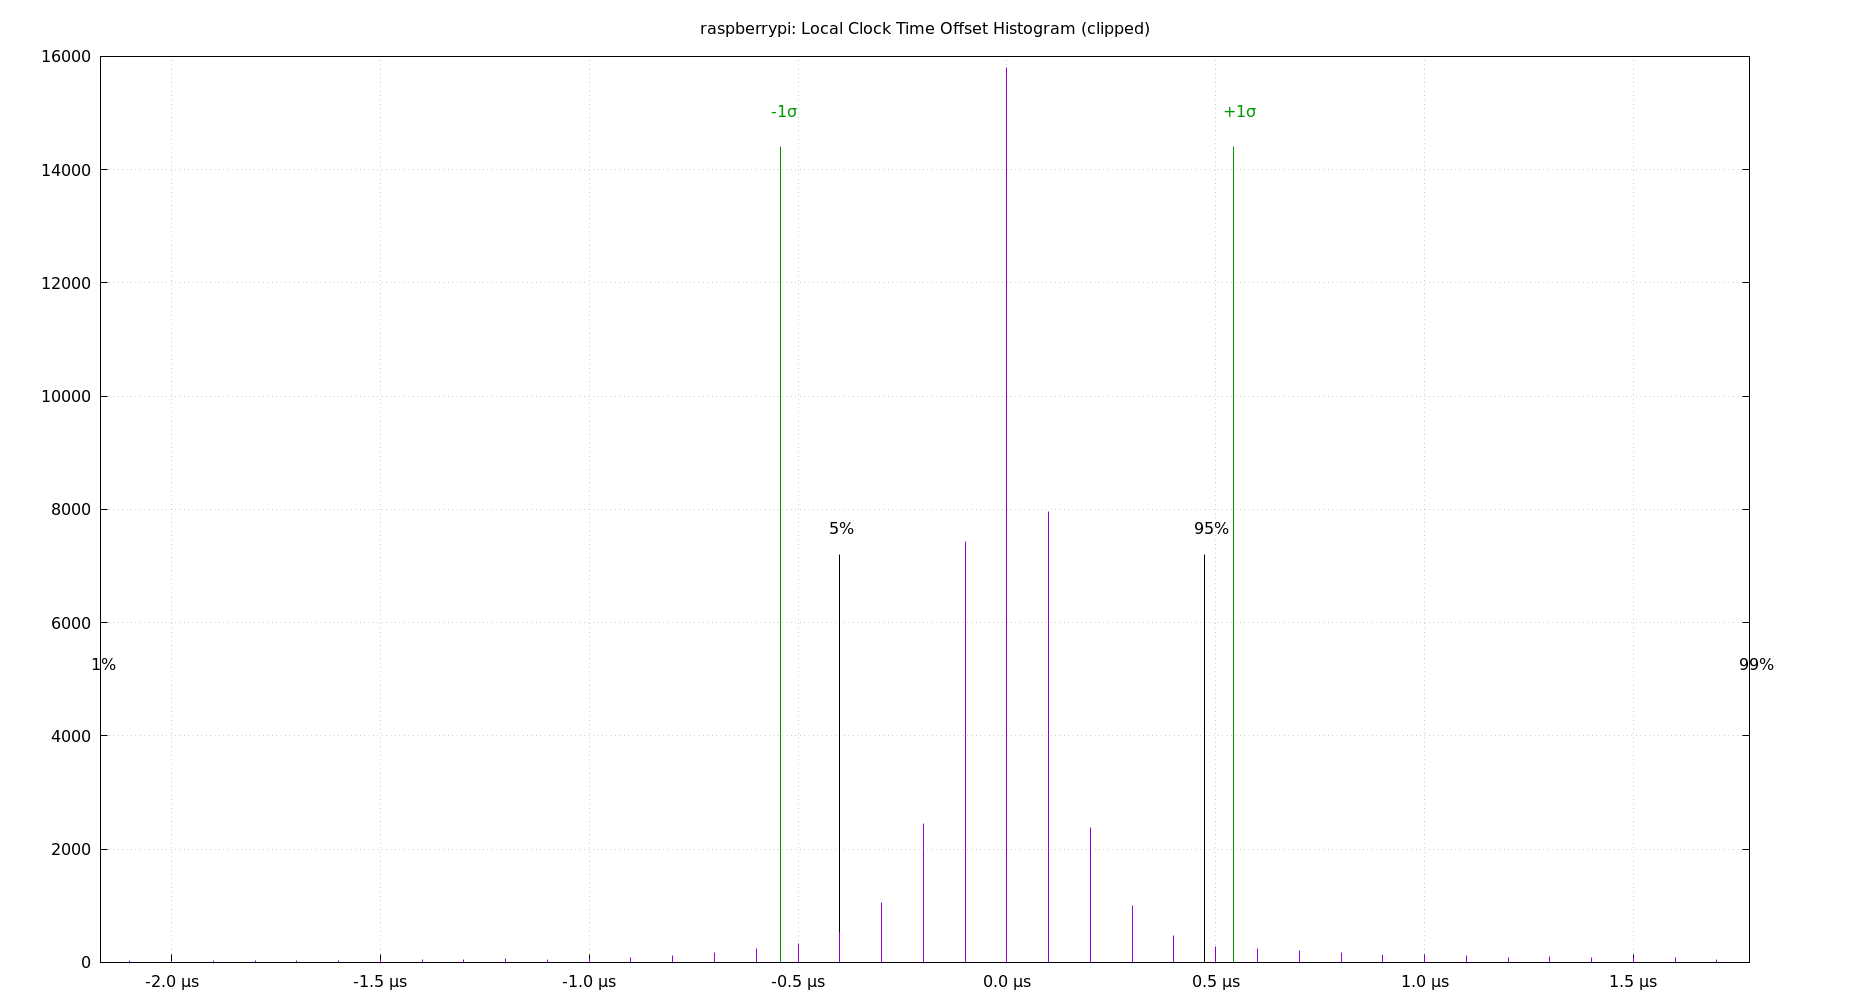 raspberrypi: Local Clock Time Offset Histogram (clipped)
16000
-1σ
+1σ
14000
12000
10000
8000
5%
95%
6000
1%
99%
4000
2000
0
-2.0 μs
-1.5 μs
-1.0 μs
-0.5 μs
0.0 μs
0.5 μs
1.0 μs
1.5 μs